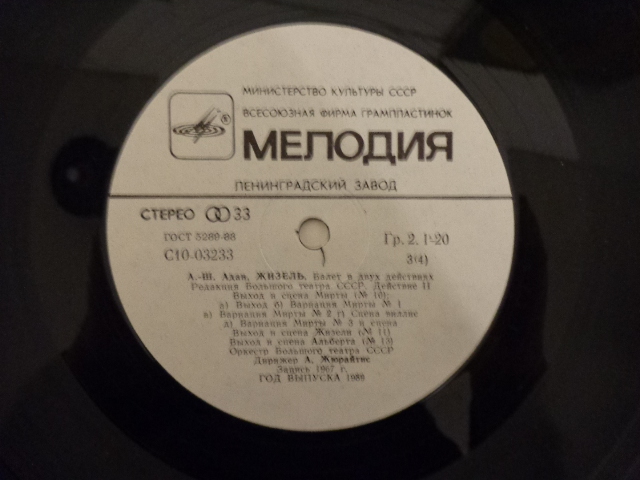 МИНИСТЕРСТВО КУЛЬТУРЫ СССР
ВСЕСОЮЗНАЯ ФИРМА ГРАМПЛАСТИНОК
®
МЕЛОДИЯ
ЛЕНИНГРАДСКИЙ ЗАВОД
СТЕРЕО 33
ГОСТ 5289-88
Гр. 2. 1-20
С10-03233
3(4)
А.-Ш. Адан. ЖИЗЕЛЬ. Балет в двух действиях
Редакция Большого театра СССР. Действие II
Выход и сцена Мирты (№ 10):
а) Выход б) Вариация Мирты № 1
в) Вариация Мирты № 2 г) Сцена виллис
д) Вариация Мирты № 3 и сцена
Выход и сцена Жизели (№ 11)
Выход и сцена Альберта (№ 13)
Оркестр Большого театра СССР
Дирижер А. Жюрайтис
Запись 1967 г.
ГОД ВЫПУСКА 1989